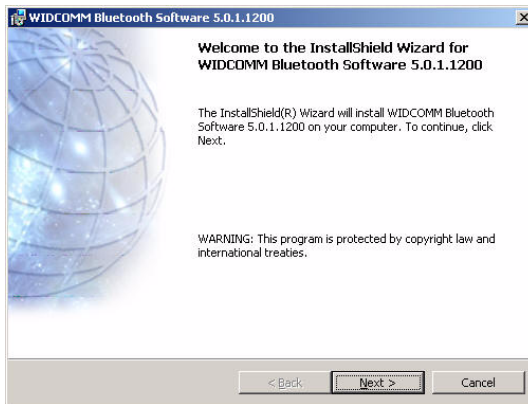 WIDCOMM Bluetooth Software 5.0.1.1200
Welcome to the InstallShield Wizard for
WIDCOMM Bluetooth Software 5.0.1.1200
The InstallShield(R) Wizard will install WIDCOMM Bluetooth
Software 5.0.1.1200 on your computer. To continue, click
Next.
WARNING: This program is protected by copyright law and
international treaties.
< Back
Next >
Cancel